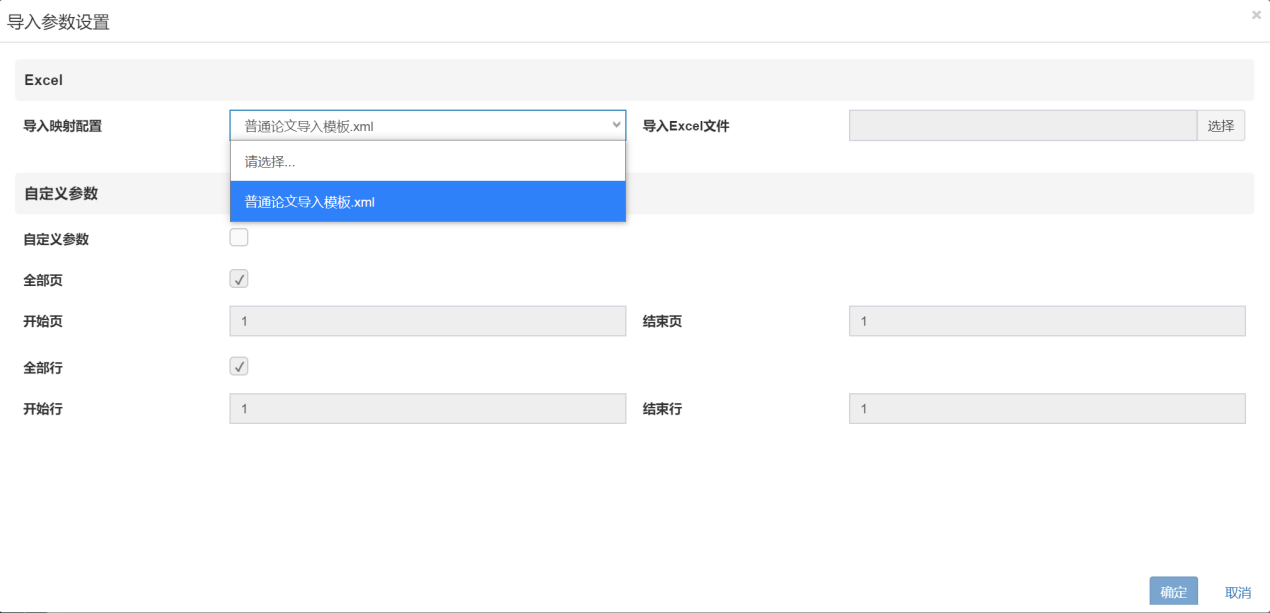 导入参数设置
×
Excel
导入映射配置
普通论文导入模板.xml
导入Excel文件
选择
请选择...
普通论文导入模板.xml
自定义参数
自定义参数
全部页
开始页
1
结束页
1
全部行
开始行
1
结束行
1
确定
取消